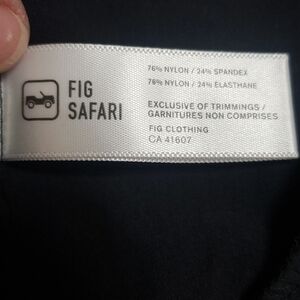 FIG
SAFARI
76% NYLON / 24% SPANDEX
76% NYLON / 24% ELASTHANE
EXCLUSIVE OF TRIMMINGS /
GARNITURES NON COMPRISES
FIG CLOTHING
CA 41607